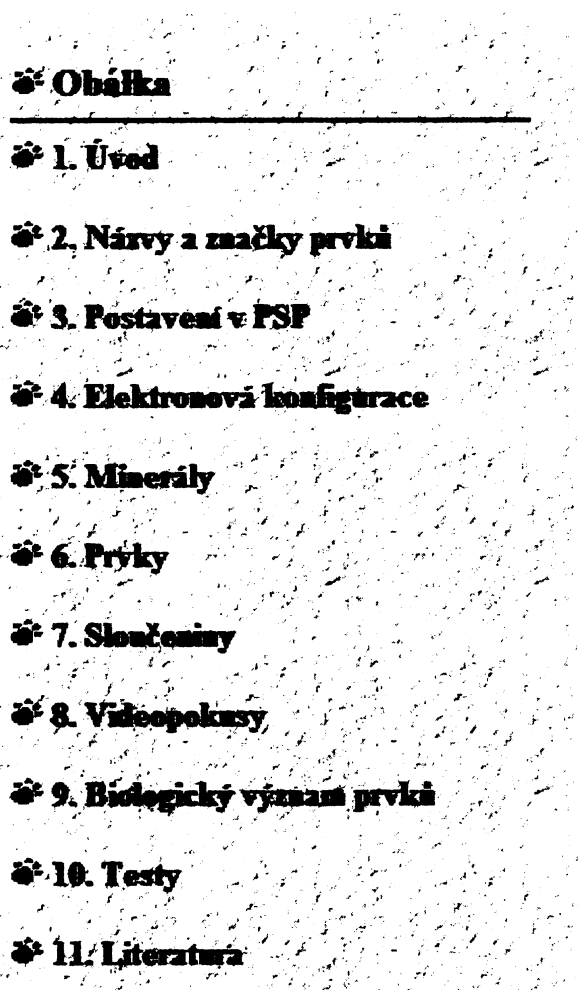 Obálka
1. Úvod
2. Názvy a značky prvků
3. Postavení v PSP
4. Elektronová konfigurace
5. Minerály
6. Prvky
7. Sloučeniny
8. Videopokusy
9. Biologický význam prvků
10. Testy
11. Literatura